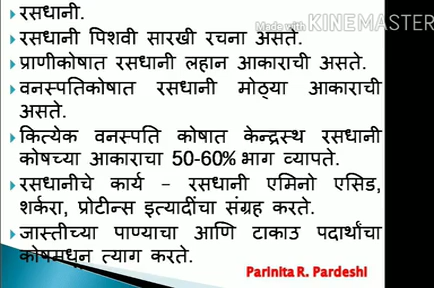 रसधानी.
Made with KINEMASTER
रसधानी पिशवी सारखी रचना असते.
प्राणीकोषात रसधानी लहान आकाराची असते.
वनस्पतिकोषात रसधानी मोठ्या आकाराची
असते.
कित्येक वनस्पति कोषात केन्द्रस्थ रसधानी
कोषच्या आकाराचा 50-60% भाग व्यापते.
रसधानीचे कार्य – रसधानी एमिनो एसिड,
शर्करा, प्रोटीन्स इत्यादींचा संग्रह करते.
जास्तीच्या पाण्याचा आणि टाकाउ पदार्थांचा
कोषमधून त्याग करते.
Parinita R. Pardeshi